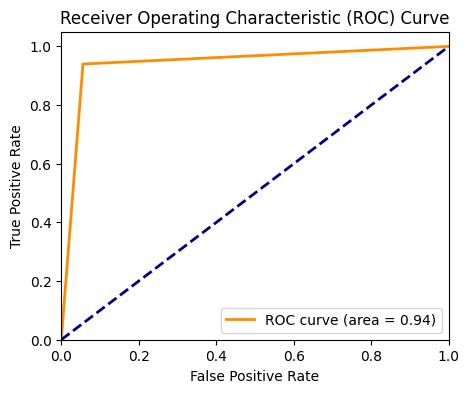 Receiver Operating Characteristic (ROC) Curve
1.0
0.8
0.6
0.4
0.2
0.0
True Positive Rate
ROC curve (area = 0.94)
0.0 0.2 0.4 0.6 0.8 1.0
False Positive Rate